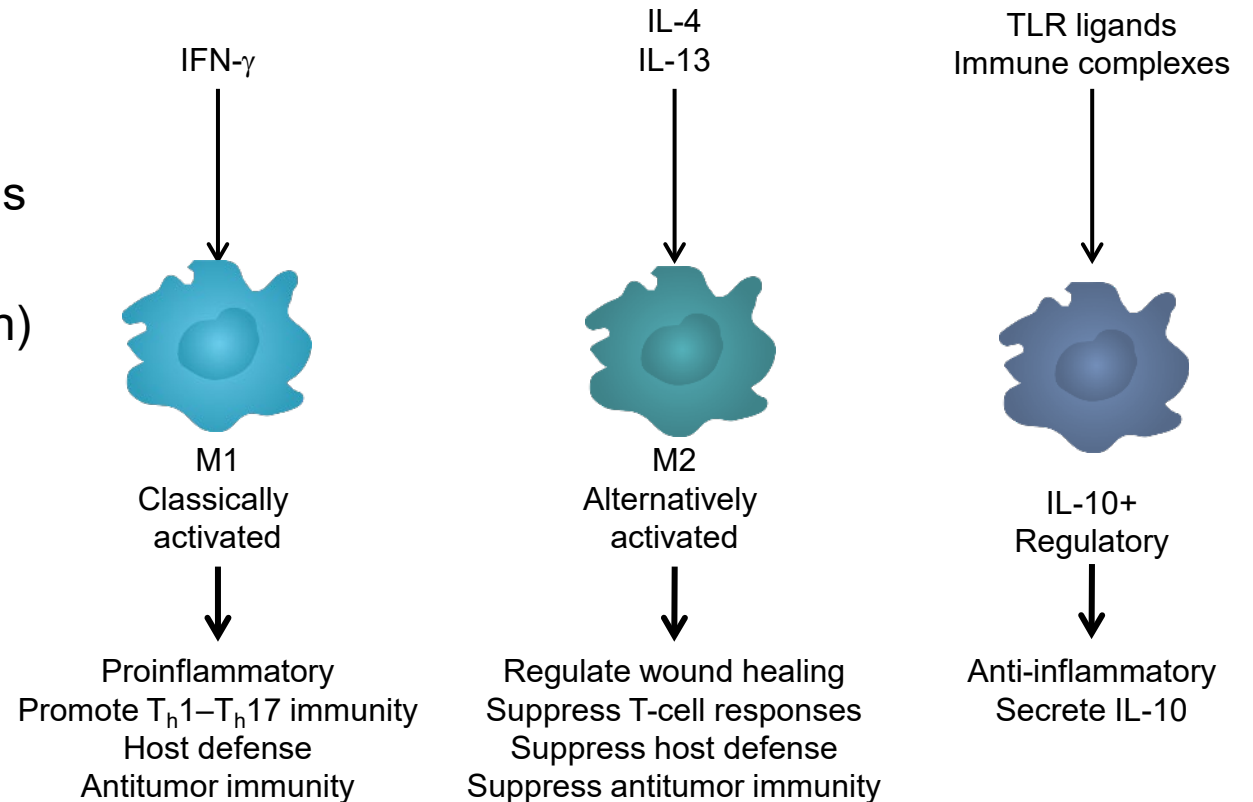 s
n)
IFN-γ
M1
Classically
activated
Proinflammatory
Promote Th1–Th17 immunity
Host defense
Antitumor immunity
IL-4
IL-13
M2
Alternatively
activated
Regulate wound healing
Suppress T-cell responses
Suppress host defense
Suppress antitumor immunity
TLR ligands
Immune complexes
IL-10+
Regulatory
Anti-inflammatory
Secrete IL-10